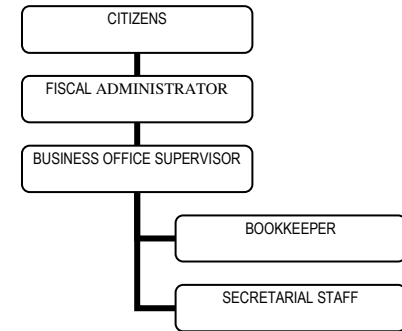 CITIZENS
FISCAL ADMINISTRATOR
BUSINESS OFFICE SUPERVISOR
BOOKKEEPER
SECRETARIAL STAFF